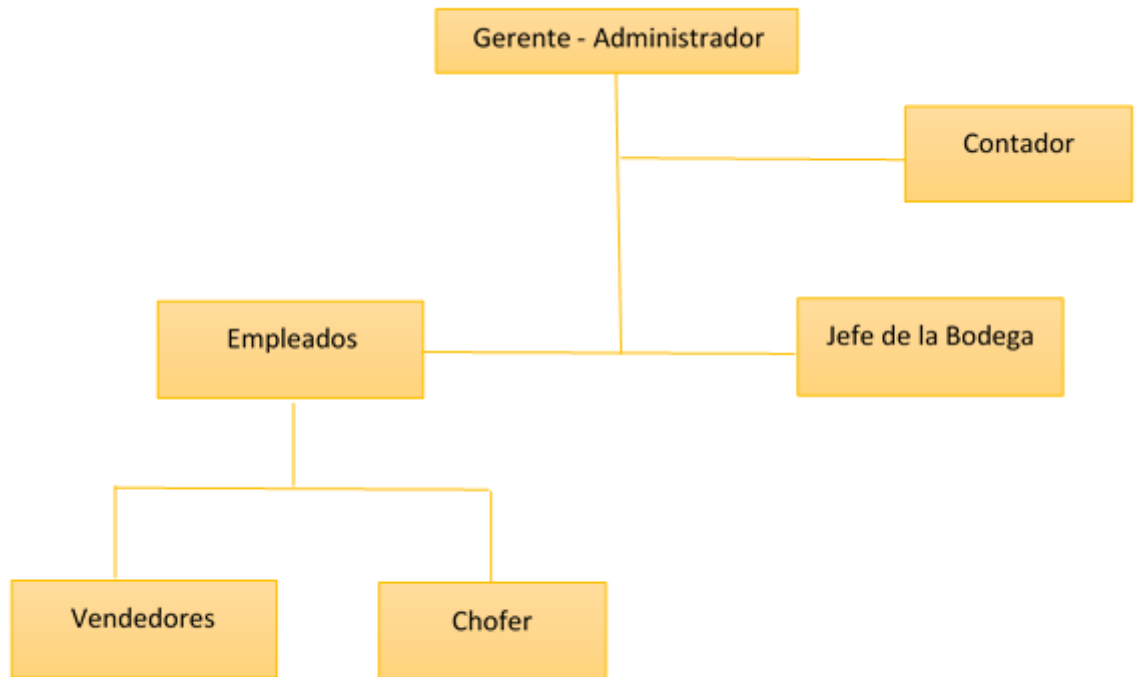 Gerente - Administrador
Contador
Empleados
Jefe de la Bodega
Vendedores
Chofer